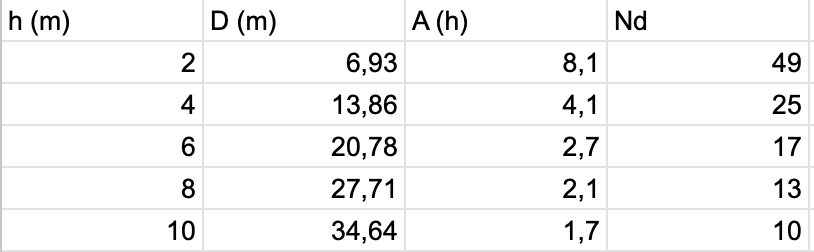 h (m) D (m) A (h) Nd
2 6,93 8,1 49
4 13,86 4,1 25
6 20,78 2,7 17
8 27,71 2,1 13
10 34,64 1,7 10